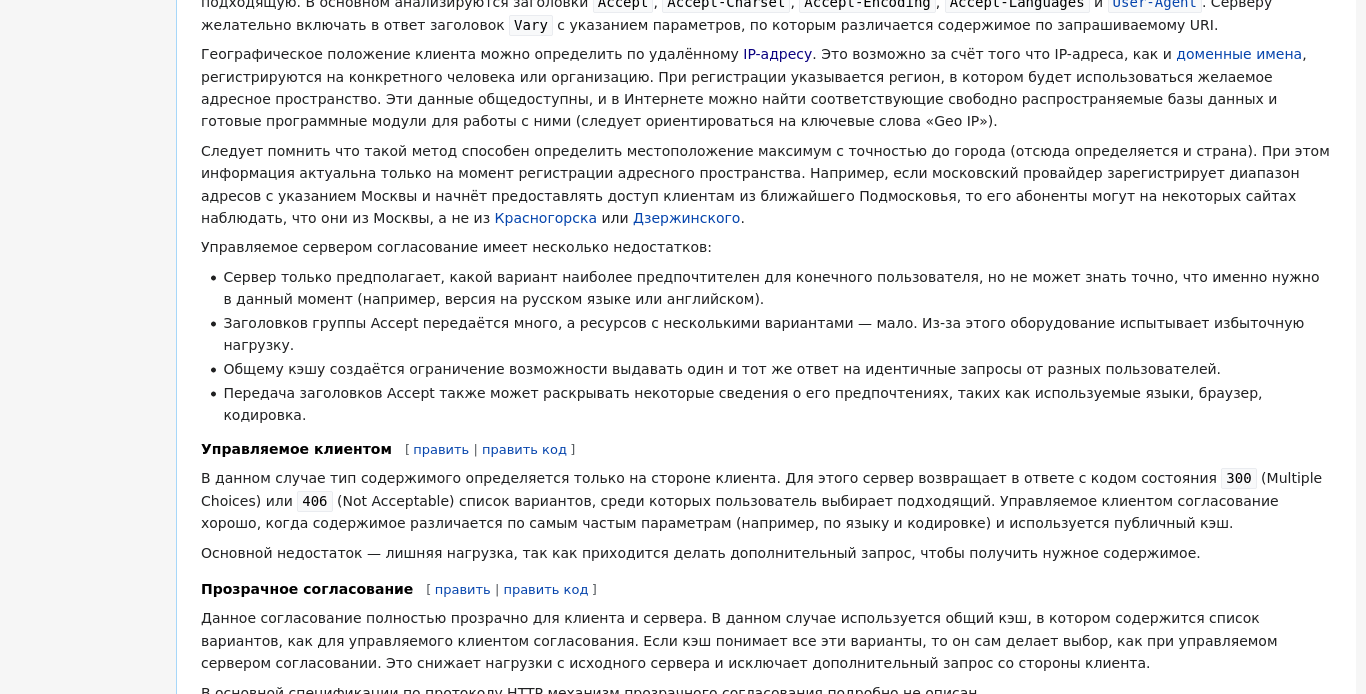 подходящую. В основном анализируются заголовки Accept, Accept-Charset, Accept-Encoding, Accept-Languages и User-Agent. Серверу
желательно включать в ответ заголовок Vary с указанием параметров, по которым различается содержимое по запрашиваемому URI.
Географическое положение клиента можно определить по удалённому IP-адресу. Это возможно за счёт того что IP-адреса, как и доменные имена,
регистрируются на конкретного человека или организацию. При регистрации указывается регион, в котором будет использоваться желаемое
адресное пространство. Эти данные общедоступны, и в Интернете можно найти соответствующие свободно распространяемые базы данных и
готовые программные модули для работы с ними (следует ориентироваться на ключевые слова «Geo IP»).
Следует помнить что такой метод способен определить местоположение максимум с точностью до города (отсюда определяется и страна). При этом
информация актуальна только на момент регистрации адресного пространства. Например, если московский провайдер зарегистрирует диапазон
адресов с указанием Москвы и начнёт предоставлять доступ клиентам из ближайшего Подмосковья, то его абоненты могут на некоторых сайтах
наблюдать, что они из Москвы, а не из Красногорска или Дзержинского.
Управляемое сервером согласование имеет несколько недостатков:
• Сервер только предполагает, какой вариант наиболее предпочтителен для конечного пользователя, но не может знать точно, что именно нужно
в данный момент (например, версия на русском языке или английском).
• Заголовков группы Accept передаётся много, а ресурсов с несколькими вариантами — мало. Из-за этого оборудование испытывает избыточную
нагрузку.
• Общему кэшу создаётся ограничение возможности выдавать один и тот же ответ на идентичные запросы от разных пользователей.
• Передача заголовков Accept также может раскрывать некоторые сведения о его предпочтениях, таких как используемые языки, браузер,
кодировка.
Управляемое клиентом [ править | править код ]
В данном случае тип содержимого определяется только на стороне клиента. Для этого сервер возвращает в ответе с кодом состояния 300 (Multiple
Choices) или 406 (Not Acceptable) список вариантов, среди которых пользователь выбирает подходящий. Управляемое клиентом согласование
хорошо, когда содержимое различается по самым частым параметрам (например, по языку и кодировке) и используется публичный кэш.
Основной недостаток — лишняя нагрузка, так как приходится делать дополнительный запрос, чтобы получить нужное содержимое.
Прозрачное согласование [ править | править код ]
Данное согласование полностью прозрачно для клиента и сервера. В данном случае используется общий кэш, в котором содержится список
вариантов, как для управляемого клиентом согласования. Если кэш понимает все эти варианты, то он сам делает выбор, как при управляемом
сервером согласовании. Это снижает нагрузки с исходного сервера и исключает дополнительный запрос со стороны клиента.
В основной спецификации по протоколу HTTP механизм прозрачного согласования подробно не описан.